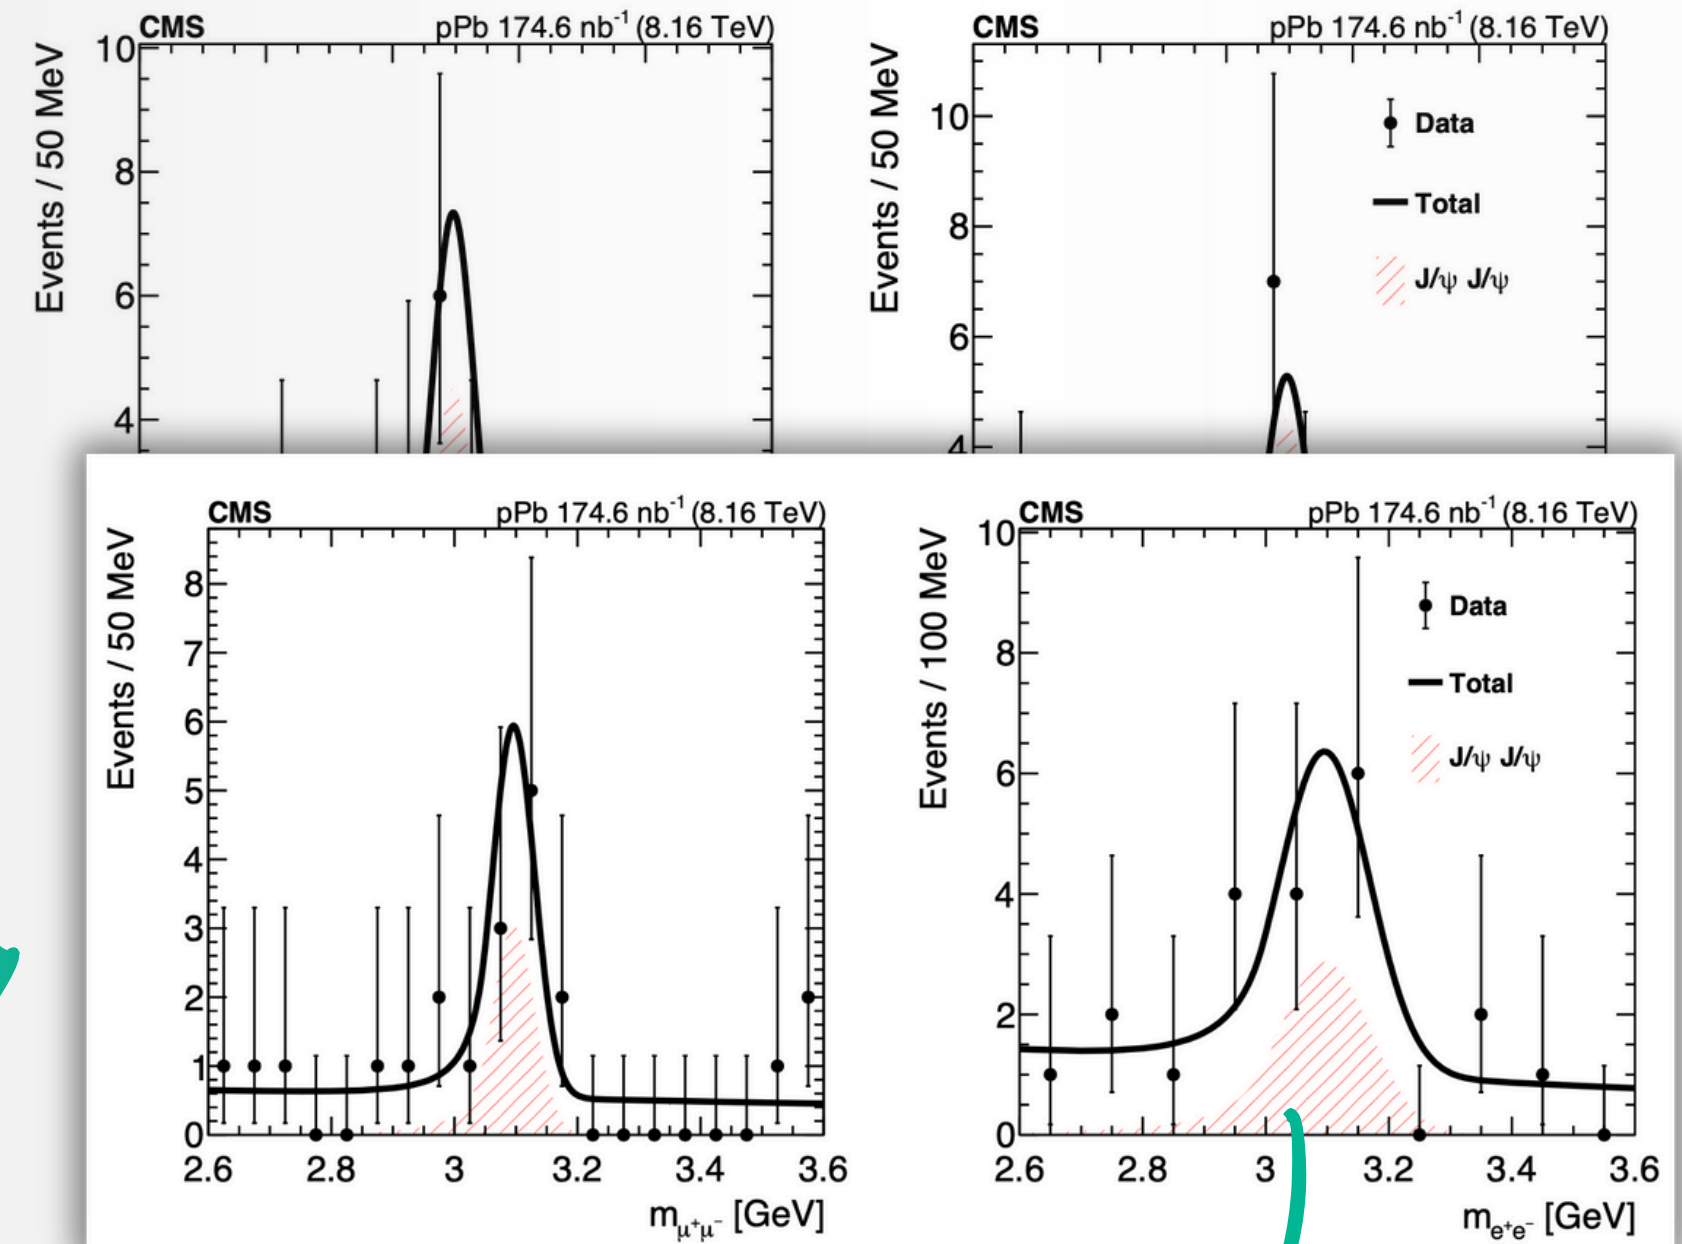 CMS pPb 174.6 nb⁻¹ (8.16 TeV)
Events / 50 MeV
10
8
6
4
CMS pPb 174.6 nb⁻¹ (8.16 TeV)
Events / 50 MeV
10
8
6
4
Data
Total
J/ψ J/ψ
CMS pPb 174.6 nb⁻¹ (8.16 TeV)
Events / 50 MeV
8
7
6
5
4
3
2
1
0
2.6 2.8 3 3.2 3.4 3.6
m_μ⁺μ⁻ [GeV]
CMS pPb 174.6 nb⁻¹ (8.16 TeV)
Events / 100 MeV
10
8
6
4
2
0
Data
Total
J/ψ J/ψ
2.6 2.8 3 3.2 3.4 3.6
m_e⁺e⁻ [GeV]